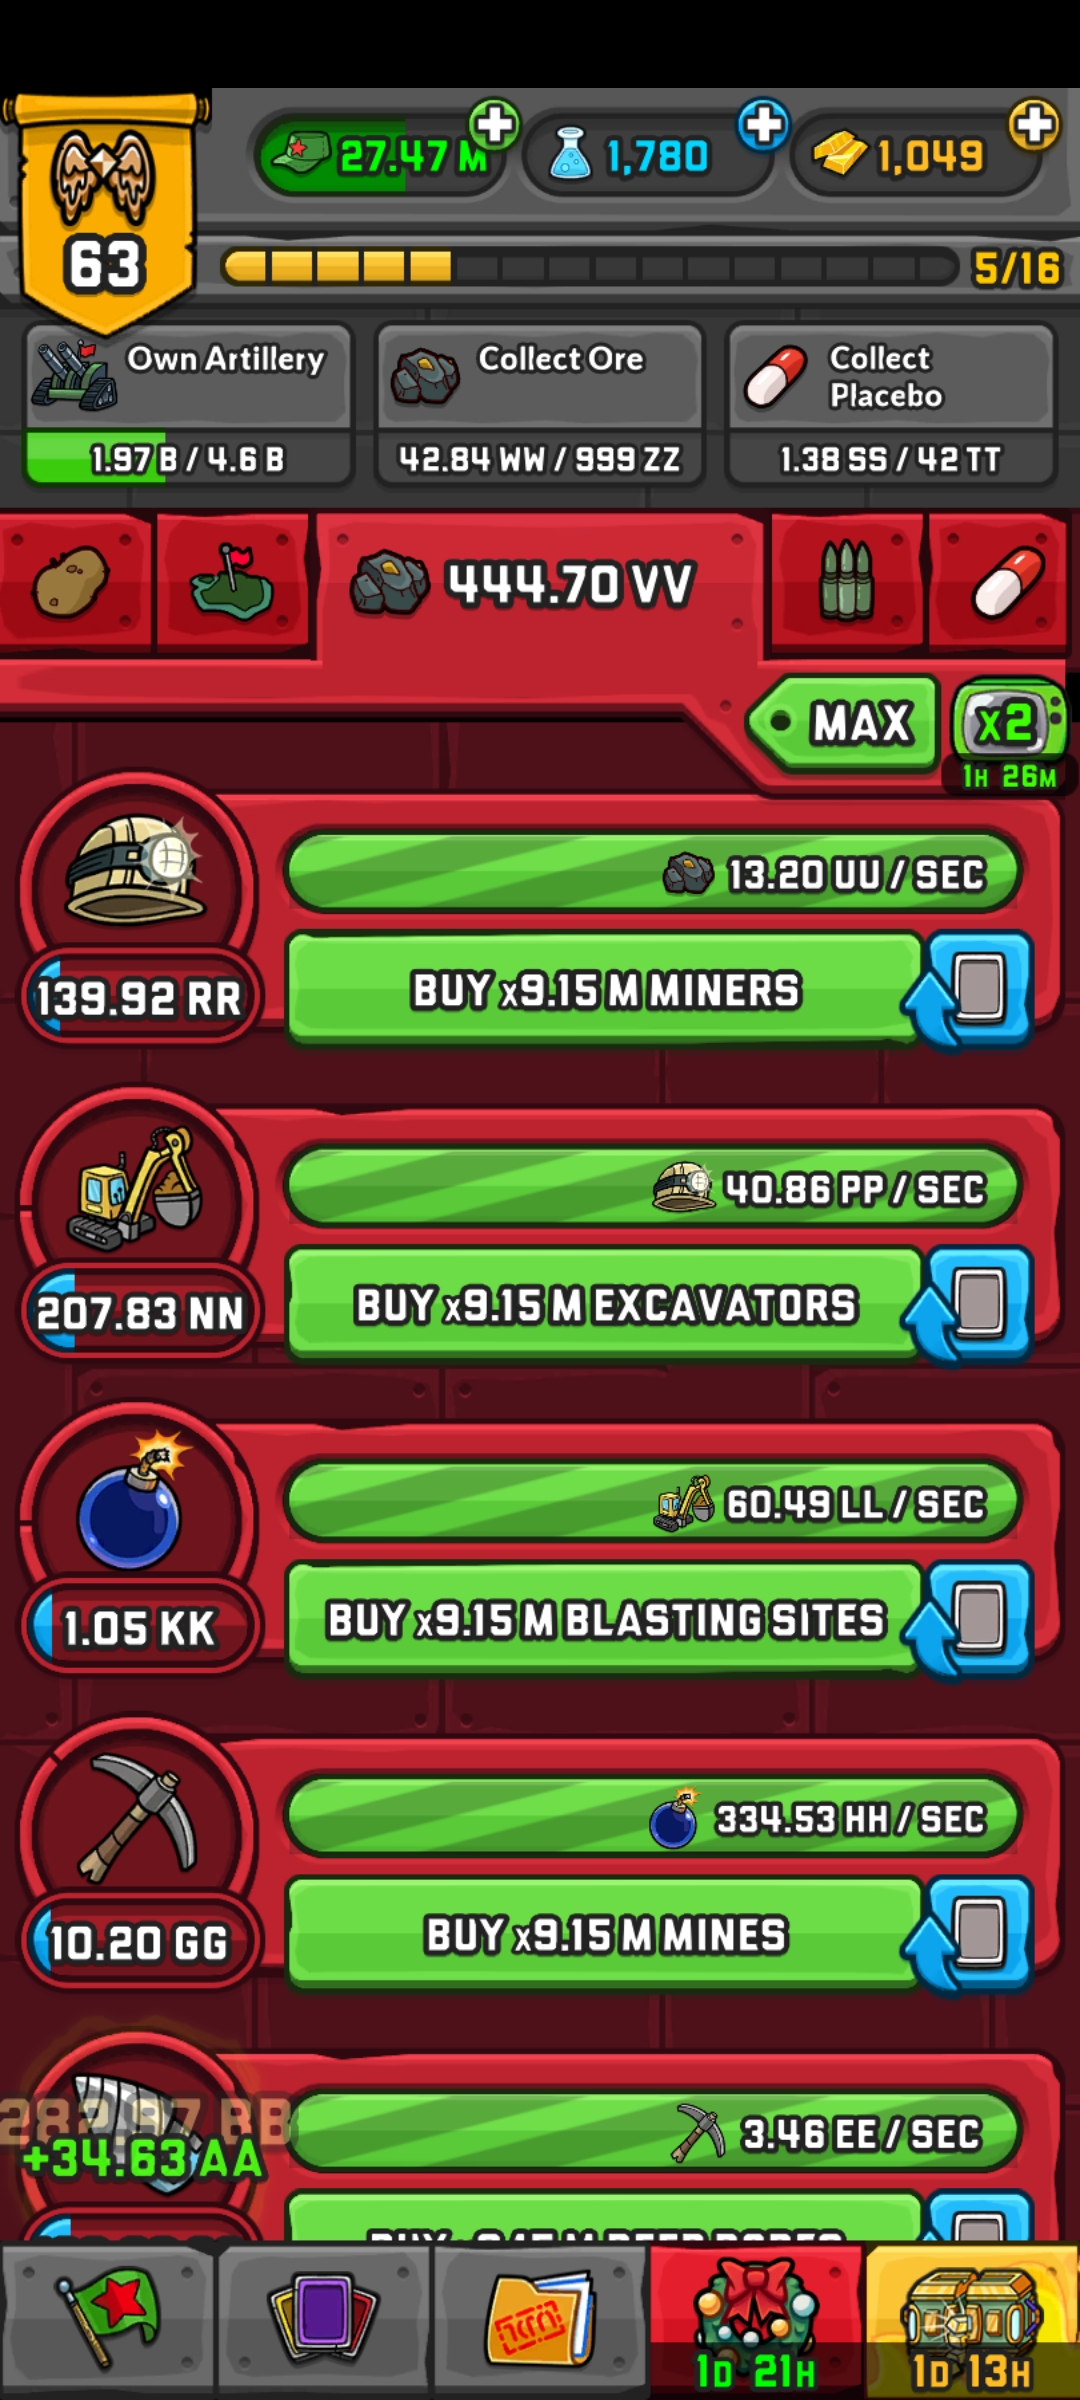 27.47 M
1,780
1,049
63
5/16
Own Artillery
1.97 B / 4.6 B
Collect Ore
42.84 WW / 999 ZZ
Collect
Placebo
1.38 SS / 42 TT
444.70 VV
MAX
x2
1H 26M
13.20 UU / SEC
139.92 RR
BUY x9.15 M MINERS
40.86 PP / SEC
207.83 NN
BUY x9.15 M EXCAVATORS
60.49 LL / SEC
1.05 KK
BUY x9.15 M BLASTING SITES
334.53 HH / SEC
10.20 GG
BUY x9.15 M MINES
BB
+34.63 AA
3.46 EE / SEC
1D 21H
1D 13H